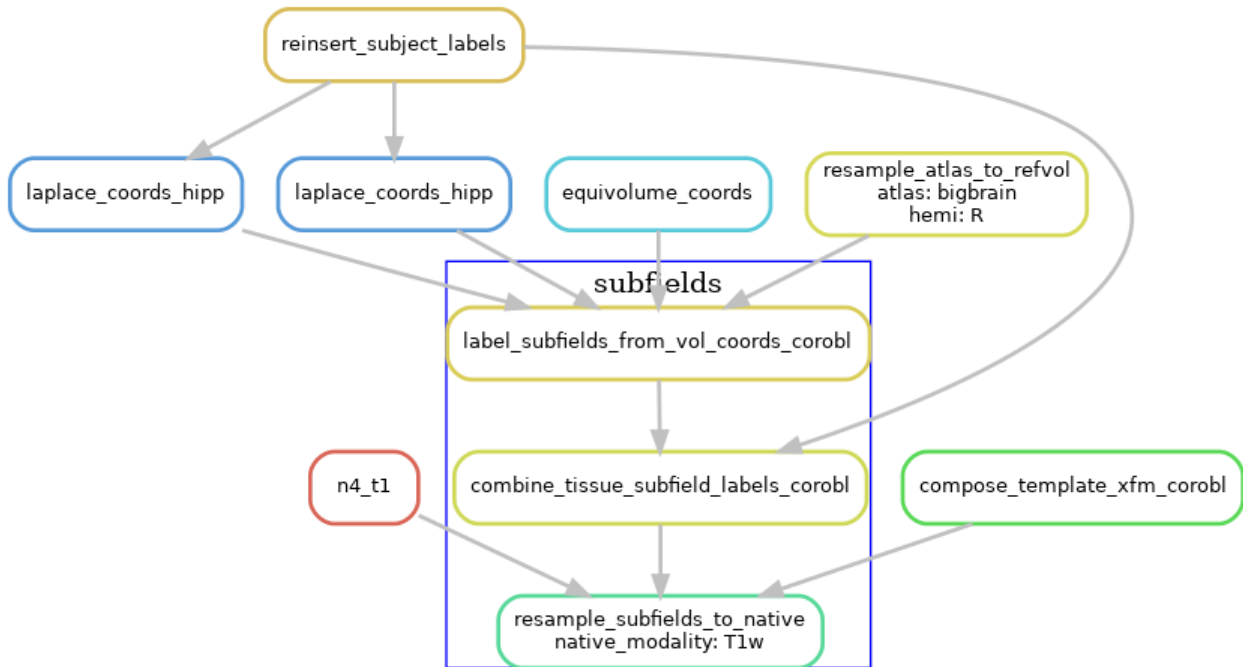 reinsert_subject_labels
laplace_coords_hipp
laplace_coords_hipp
equivolume_coords
resample_atlas_to_refvol
atlas: bigbrain
hemi: R
subfields
label_subfields_from_vol_coords_corobl
n4_t1
combine_tissue_subfield_labels_corobl
compose_template_xfm_corobl
resample_subfields_to_native
native_modality: T1w